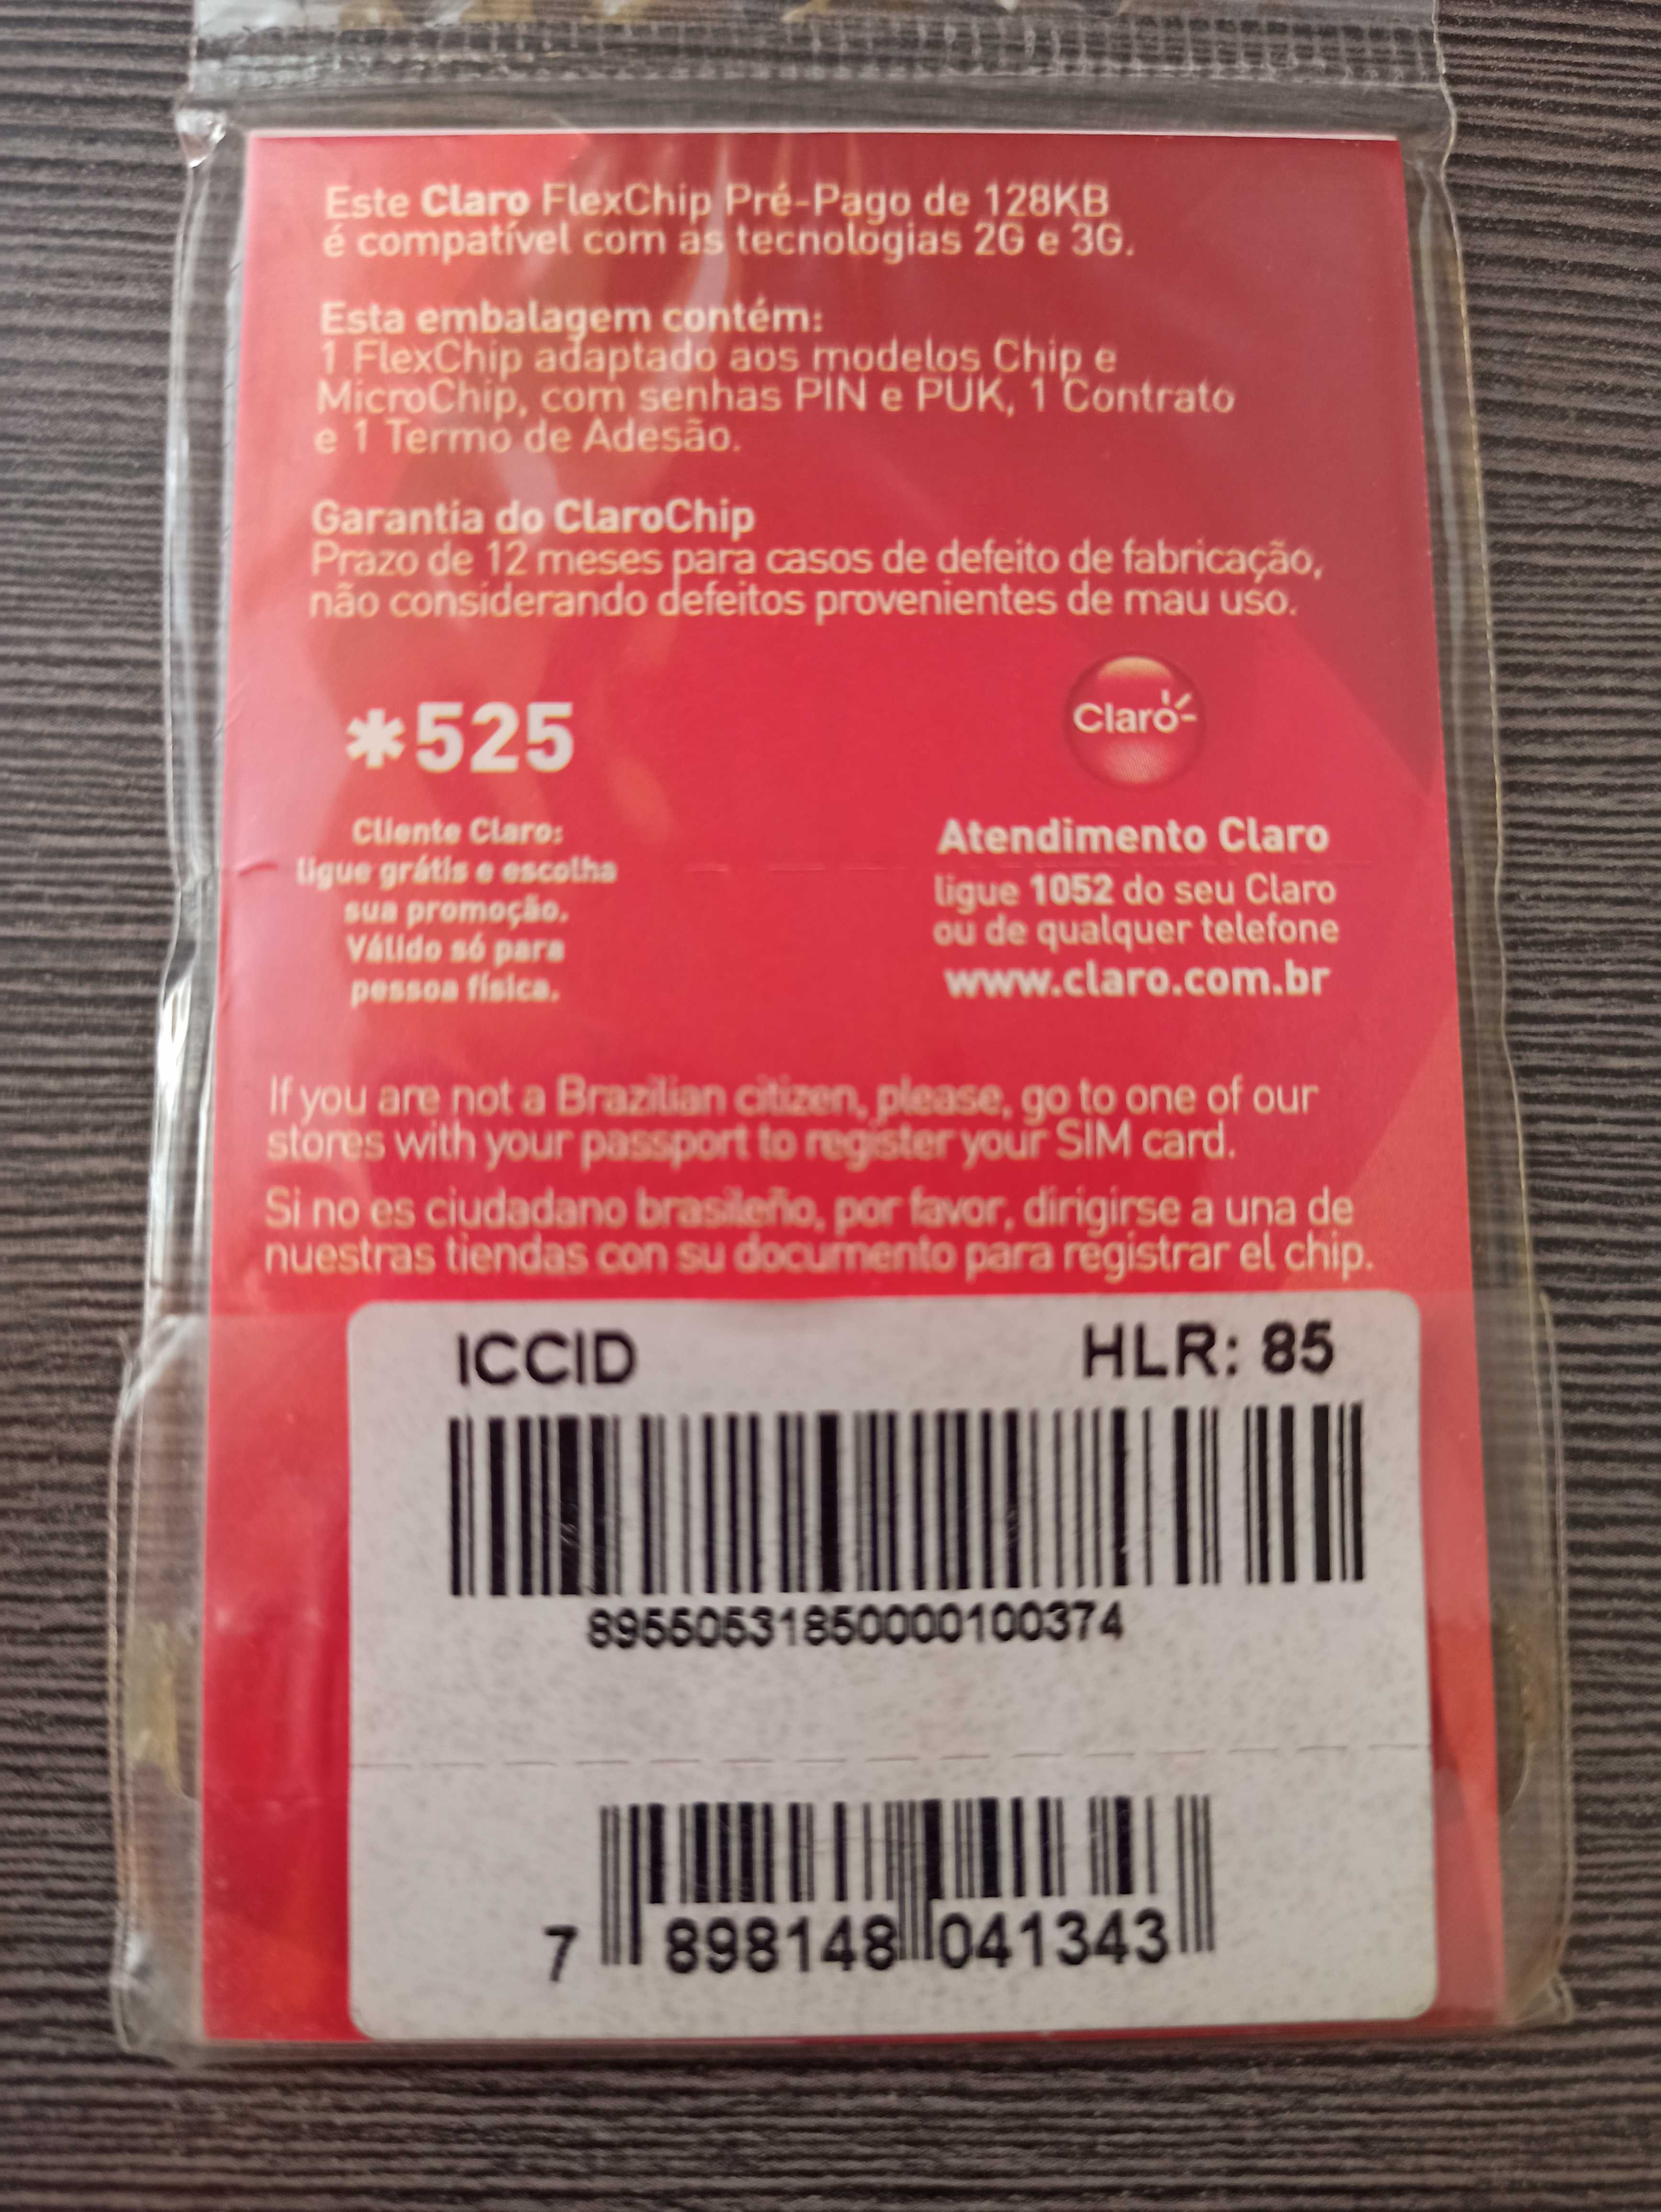 Este Claro FlexChip Pré-Pago de 128KB
é compatível com as tecnologias 2G e 3G.
Esta embalagem contém:
1 FlexChip adaptado aos modelos Chip e
MicroChip, com senhas PIN e PUK, 1 Contrato
e 1 Termo de Adesão.
Garantia do ClaroChip
Prazo de 12 meses para casos de defeito de fabricação,
não considerando defeitos provenientes de mau uso.
*525
Cliente Claro:
ligue grátis e escolha
sua promoção.
Válido só para
pessoa física.
Claro
Atendimento Claro
ligue 1052 do seu Claro
ou de qualquer telefone
www.claro.com.br
If you are not a Brazilian citizen, please, go to one of our
stores with your passport to register your SIM card.
Si no es ciudadano brasileño, por favor, dirigirse a una de
nuestras tiendas con su documento para registrar el chip.
ICCID HLR: 85
89550531850000100374
7 898148 041343